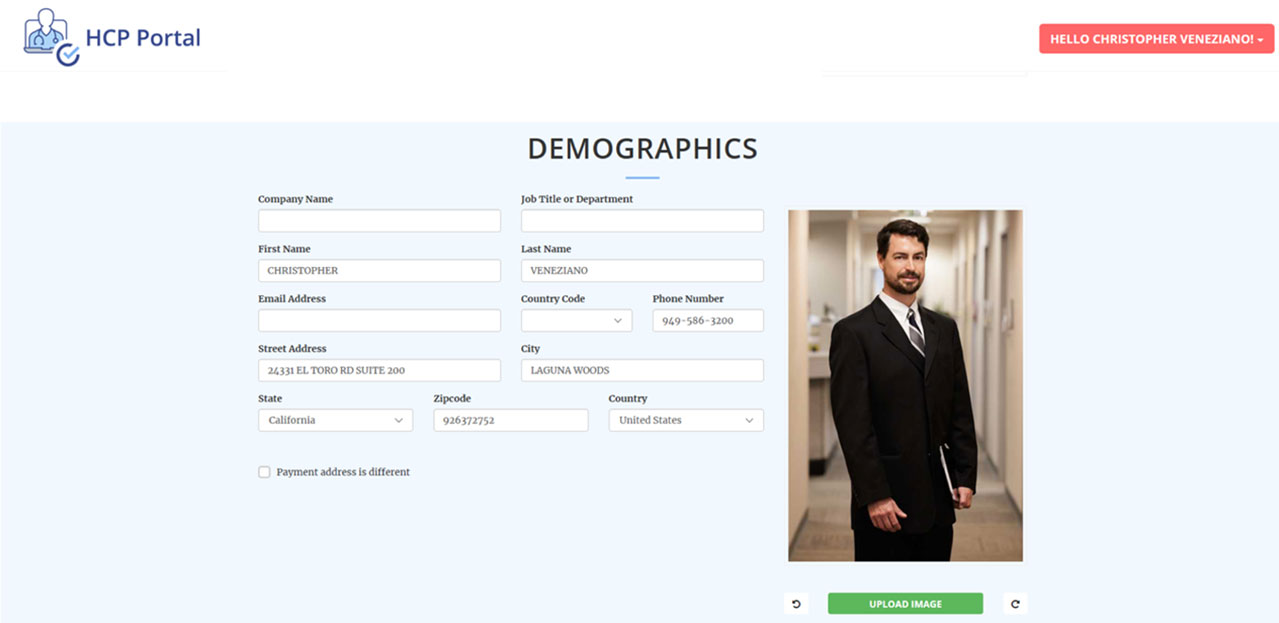 HCP Portal
HELLO CHRISTOPHER VENEZIANO!
DEMOGRAPHICS
Company Name Job Title or Department
First Name Last Name
CHRISTOPHER VENEZIANO
Email Address Country Code Phone Number
949-586-3200
Street Address City
24331 EL TORO RD SUITE 200 LAGUNA WOODS
State Zipcode Country
California 926372752 United States
Payment address is different
UPLOAD IMAGE